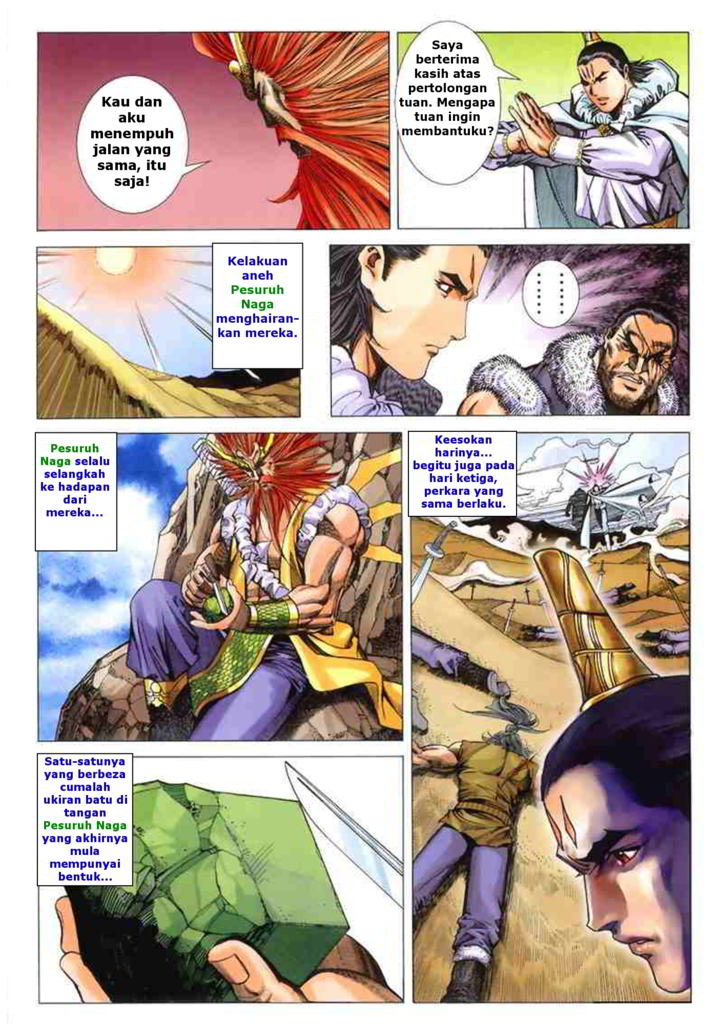 Saya
berterima
kasih atas
pertolongan
tuan. Mengapa
tuan ingin
membantuku?
Kau dan
aku
menempuh
jalan yang
sama, itu
saja!
Kelakuan
aneh
Pesuruh
Naga
menghairan-
kan mereka.
Pesuruh
Naga selalu
selangkah
ke hadapan
dari
mereka...
Keesokan
harinya...
begitu juga pada
hari ketiga,
perkara yang
sama berlaku.
Satu-satunya
yang berbeza
cumalah
ukiran batu di
tangan
Pesuruh Naga
yang akhirnya
mula
mempunyai
bentuk...